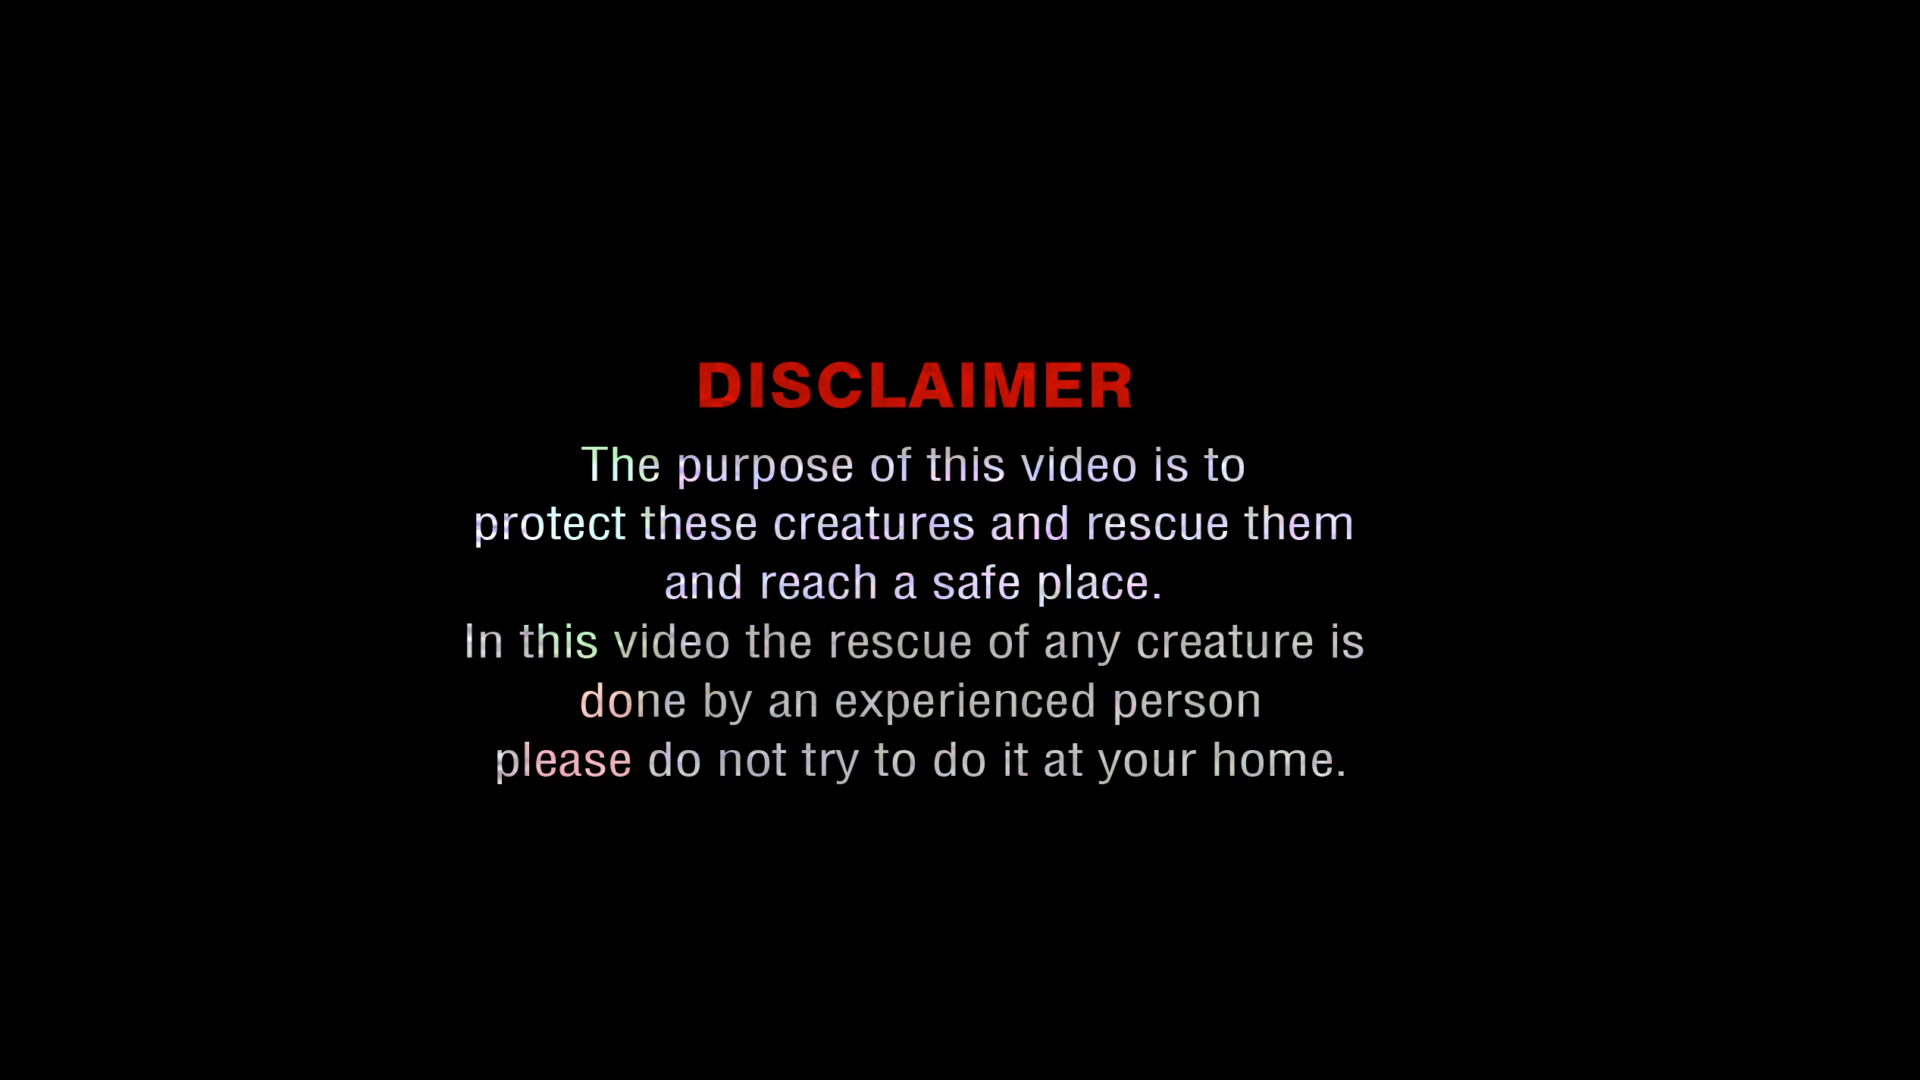 DISCLAIMER
The purpose of this video is to
protect these creatures and rescue them
and reach a safe place.
In this video the rescue of any creature is
done by an experienced person
please do not try to do it at your home.